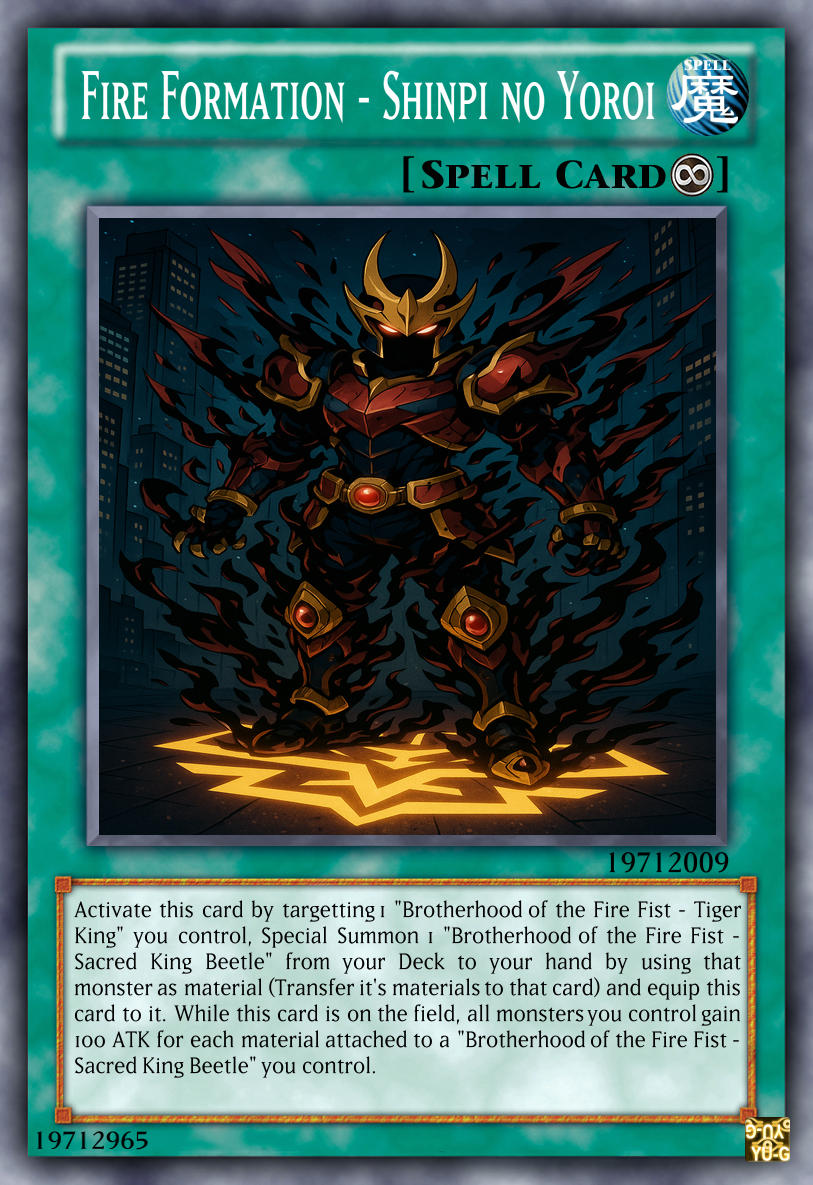 Fire Formation - Shinpi no Yoroi
SPELL
魔
[Spell Card]
19712009
Activate this card by targetting 1 "Brotherhood of the Fire Fist - Tiger
King" you control, Special Summon 1 "Brotherhood of the Fire Fist -
Sacred King Beetle" from your Deck to your hand by using that
monster as material (Transfer it's materials to that card) and equip this
card to it. While this card is on the field, all monsters you control gain
100 ATK for each material attached to a "Brotherhood of the Fire Fist -
Sacred King Beetle" you control.
19712965